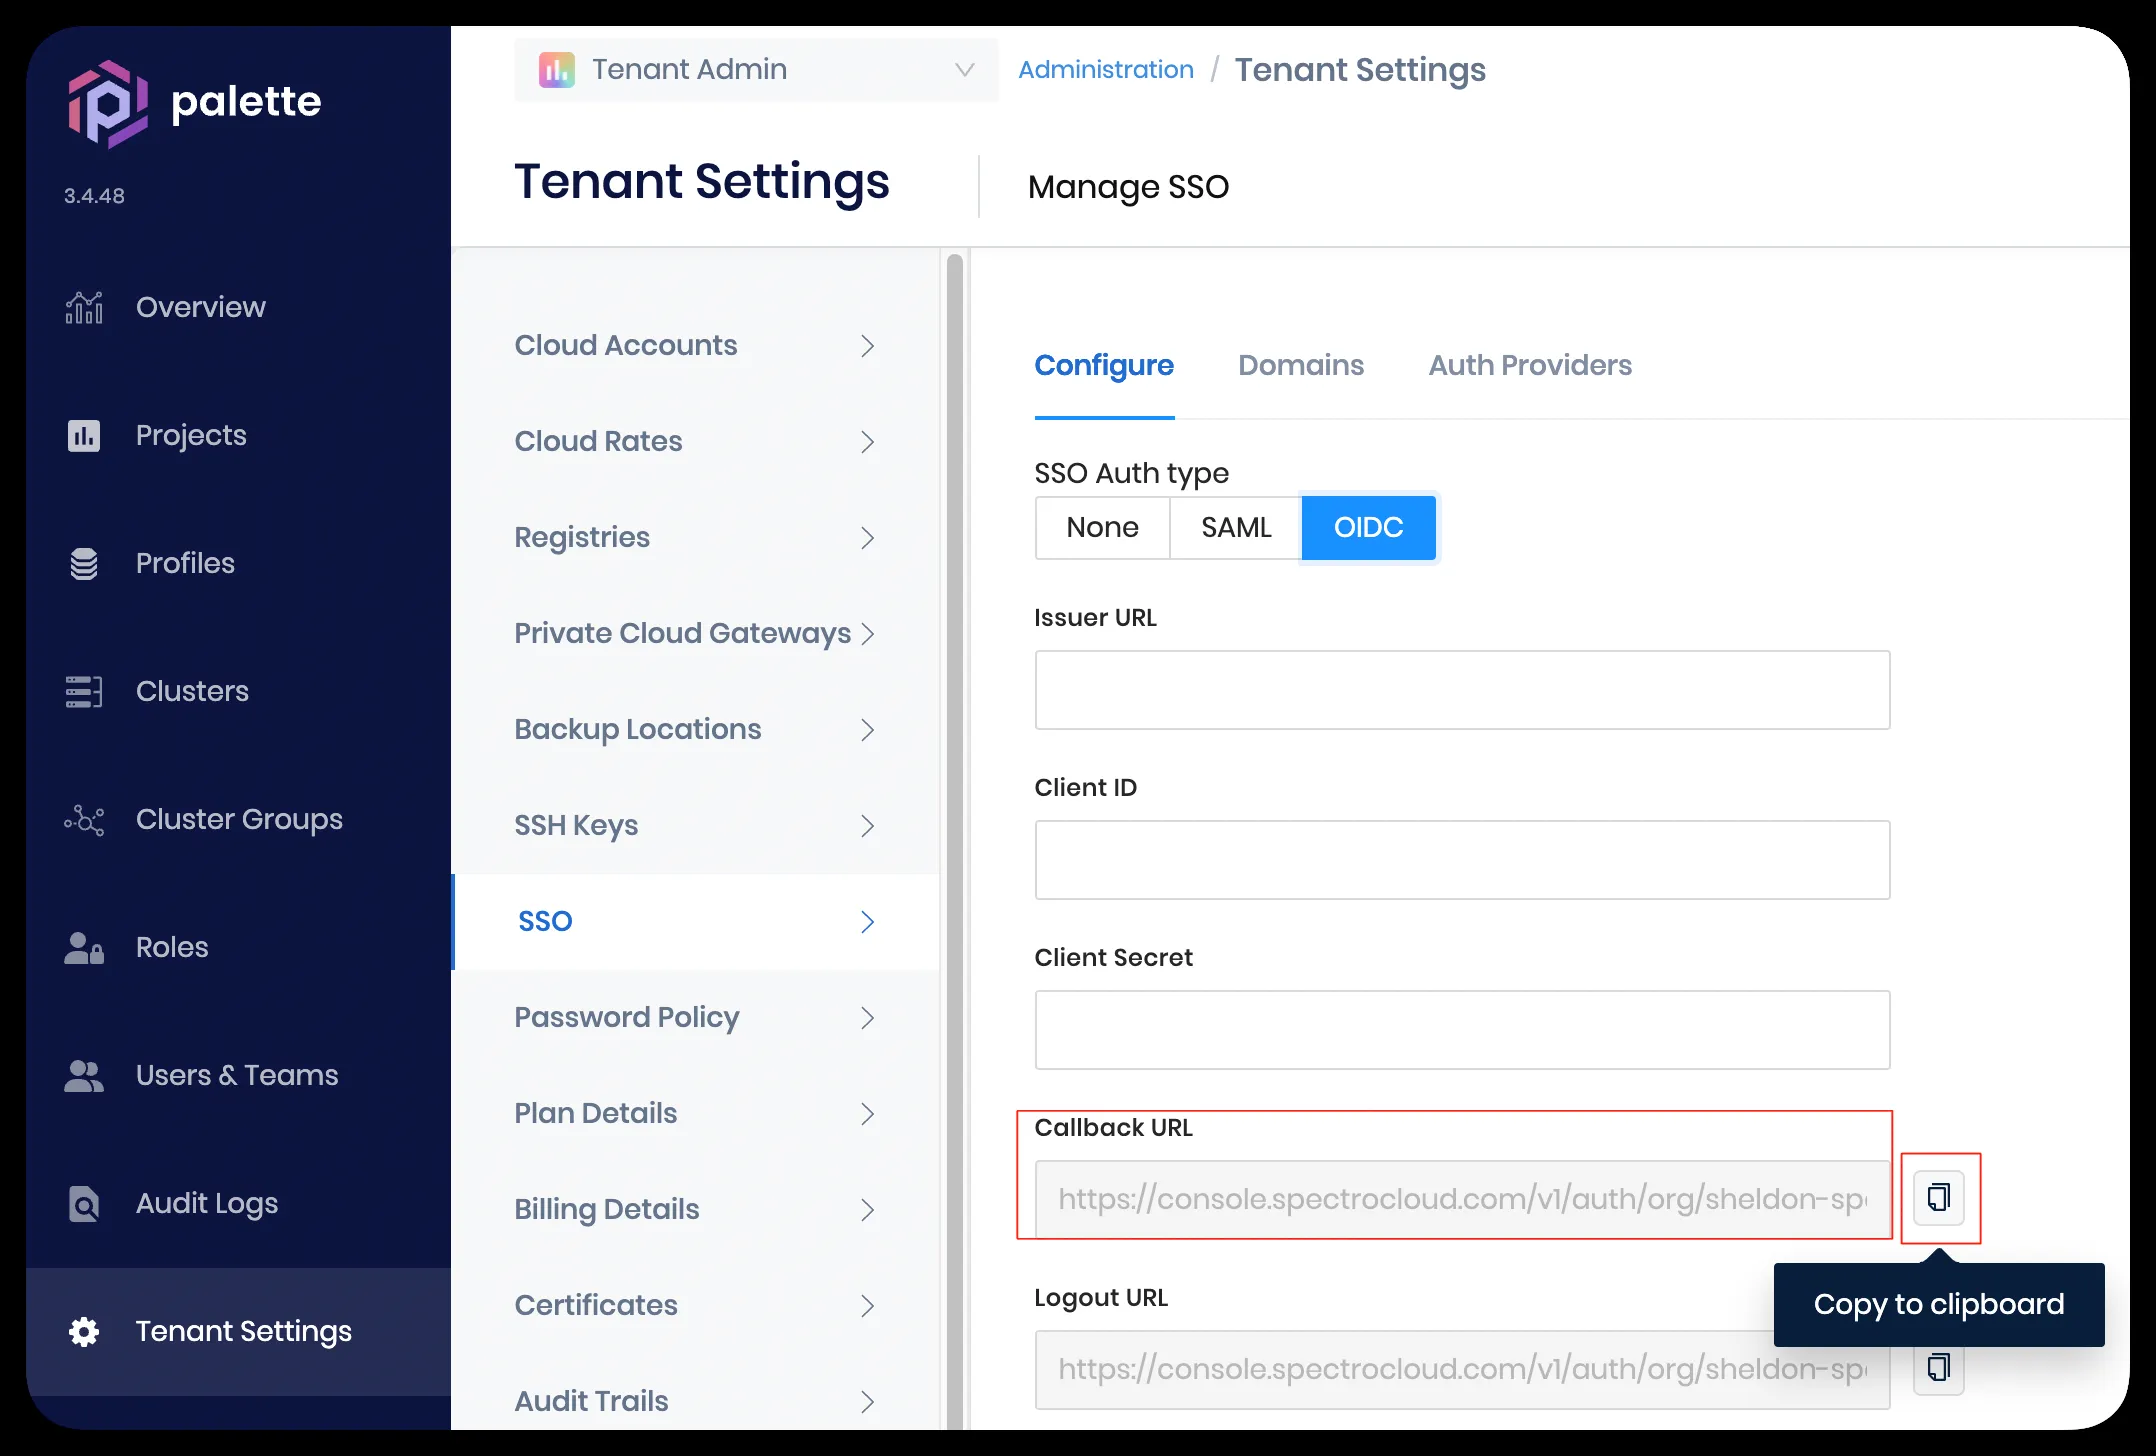 palette
3.4.48
Overview
Projects
Profiles
Clusters
Cluster Groups
Roles
Users & Teams
Audit Logs
Tenant Settings
Tenant Admin
Administration / Tenant Settings
Tenant Settings
Manage SSO
Cloud Accounts
Cloud Rates
Registries
Private Cloud Gateways
Backup Locations
SSH Keys
SSO
Password Policy
Plan Details
Billing Details
Certificates
Audit Trails
Configure
Domains
Auth Providers
SSO Auth type
None
SAML
OIDC
Issuer URL
Client ID
Client Secret
Callback URL
https://console.spectrocloud.com/v1/auth/org/sheldon-spe
Copy to clipboard
Logout URL
https://console.spectrocloud.com/v1/auth/org/sheldon-spe